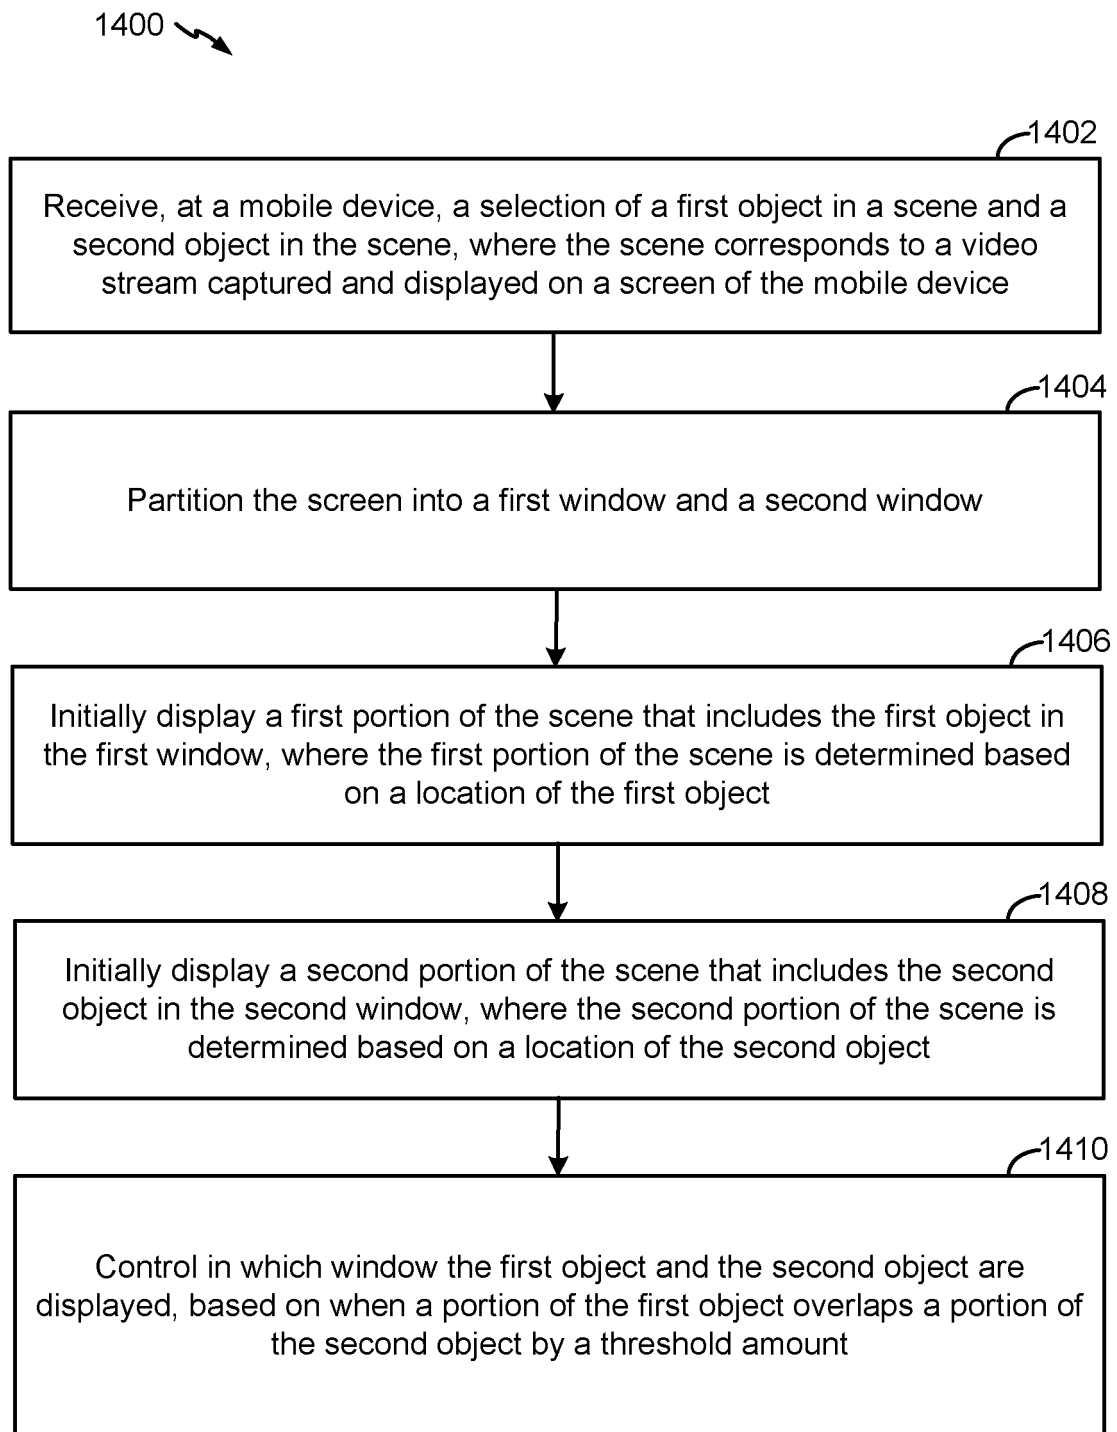 1400
1402
Receive, at a mobile device, a selection of a first object in a scene and a
second object in the scene, where the scene corresponds to a video
stream captured and displayed on a screen of the mobile device
1404
Partition the screen into a first window and a second window
1406
Initially display a first portion of the scene that includes the first object in
the first window, where the first portion of the scene is determined based
on a location of the first object
1408
Initially display a second portion of the scene that includes the second
object in the second window, where the second portion of the scene is
determined based on a location of the second object
1410
Control in which window the first object and the second object are
displayed, based on when a portion of the first object overlaps a portion of
the second object by a threshold amount